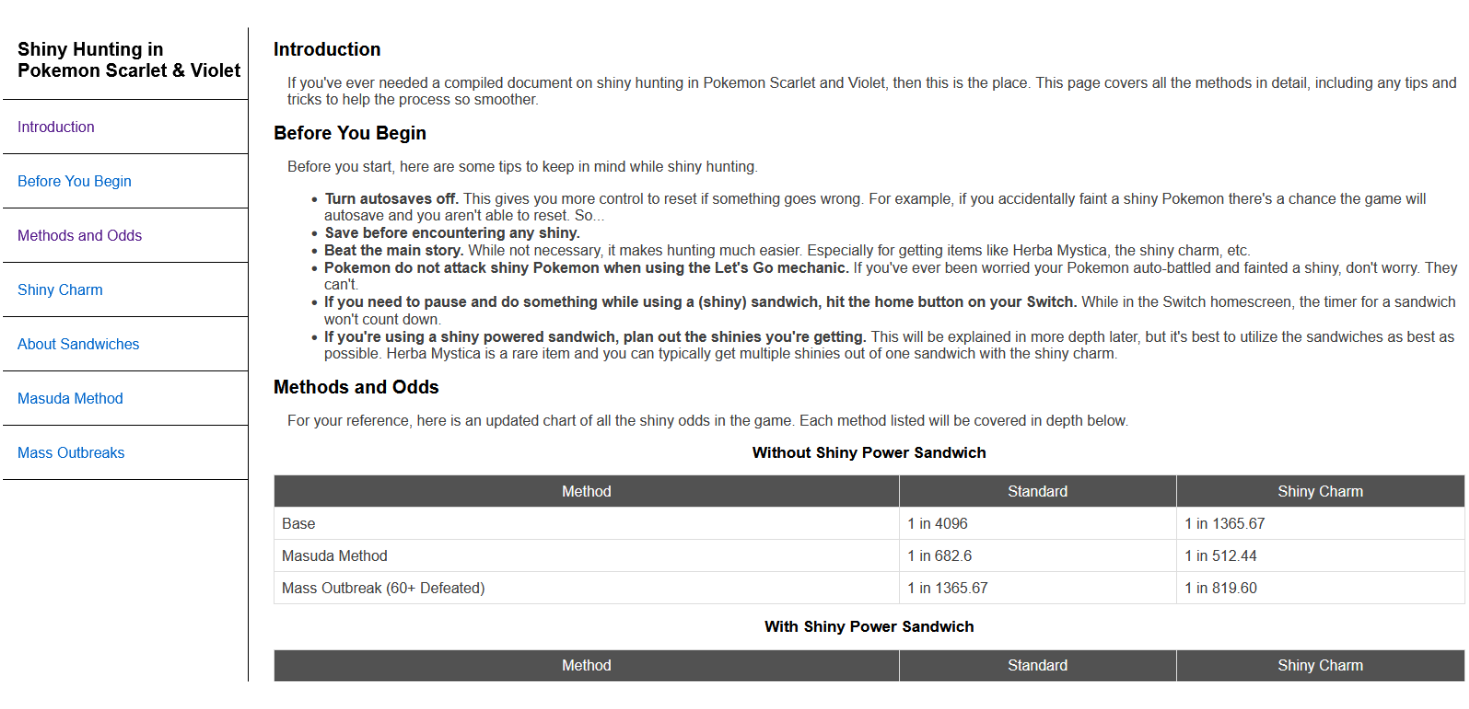 Shiny Hunting in
Pokemon Scarlet & Violet
Introduction
Before You Begin
Methods and Odds
Shiny Charm
About Sandwiches
Masuda Method
Mass Outbreaks
Introduction
If you've ever needed a compiled document on shiny hunting in Pokemon Scarlet and Violet, then this is the place. This page covers all the methods in detail, including any tips and
tricks to help the process so smoother.
Before You Begin
Before you start, here are some tips to keep in mind while shiny hunting.
• Turn autosaves off. This gives you more control to reset if something goes wrong. For example, if you accidentally faint a shiny Pokemon there's a chance the game will
autosave and you aren't able to reset. So...
• Save before encountering any shiny.
• Beat the main story. While not necessary, it makes hunting much easier. Especially for getting items like Herba Mystica, the shiny charm, etc.
• Pokemon do not attack shiny Pokemon when using the Let's Go mechanic. If you've ever been worried your Pokemon auto-battled and fainted a shiny, don't worry. They
can't.
• If you need to pause and do something while using a (shiny) sandwich, hit the home button on your Switch. While in the Switch homescreen, the timer for a sandwich
won't count down.
• If you're using a shiny powered sandwich, plan out the shinies you're getting. This will be explained in more depth later, but it's best to utilize the sandwiches as best as
possible. Herba Mystica is a rare item and you can typically get multiple shinies out of one sandwich with the shiny charm.
Methods and Odds
For your reference, here is an updated chart of all the shiny odds in the game. Each method listed will be covered in depth below.
Without Shiny Power Sandwich
Method Standard Shiny Charm
Base 1 in 4096 1 in 1365.67
Masuda Method 1 in 682.6 1 in 512.44
Mass Outbreak (60+ Defeated) 1 in 1365.67 1 in 819.60
With Shiny Power Sandwich
Method Standard Shiny Charm